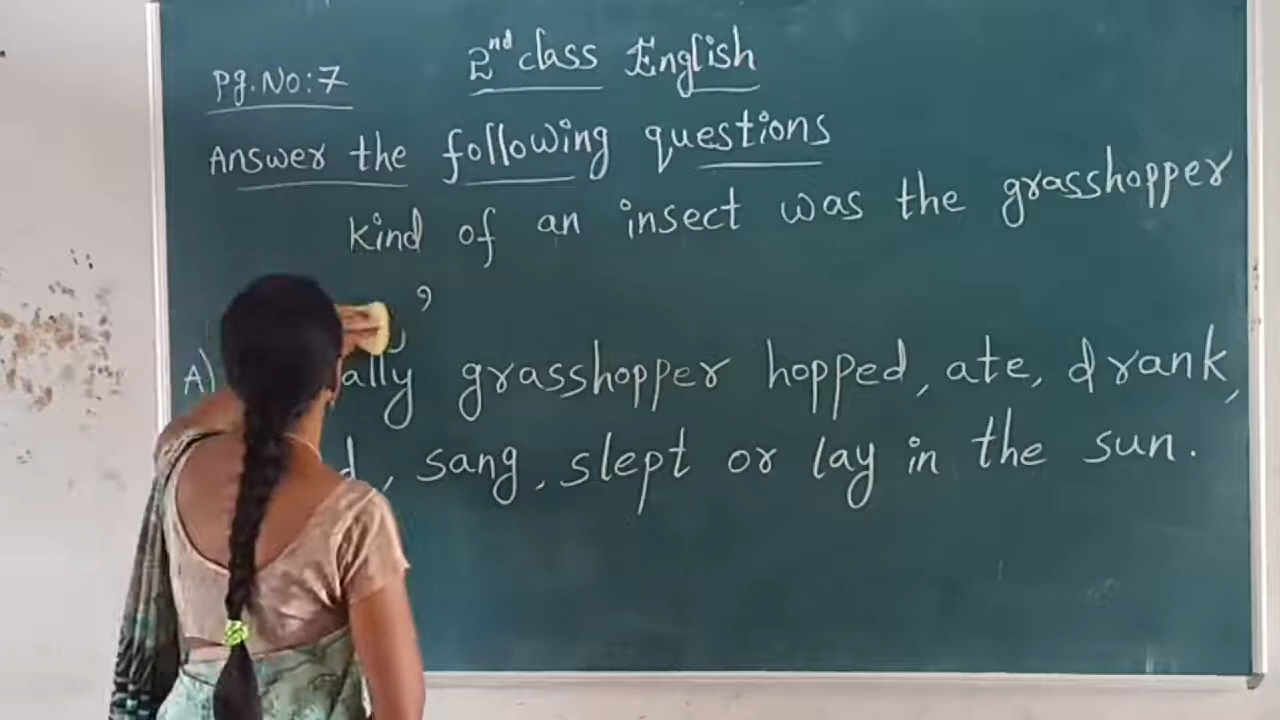 2nd class English
Pg.No:7
Answer the following questions
kind of an insect was the grasshopper
?
A) ally grasshopper hopped, ate, drank,
d, sang, slept or lay in the sun.